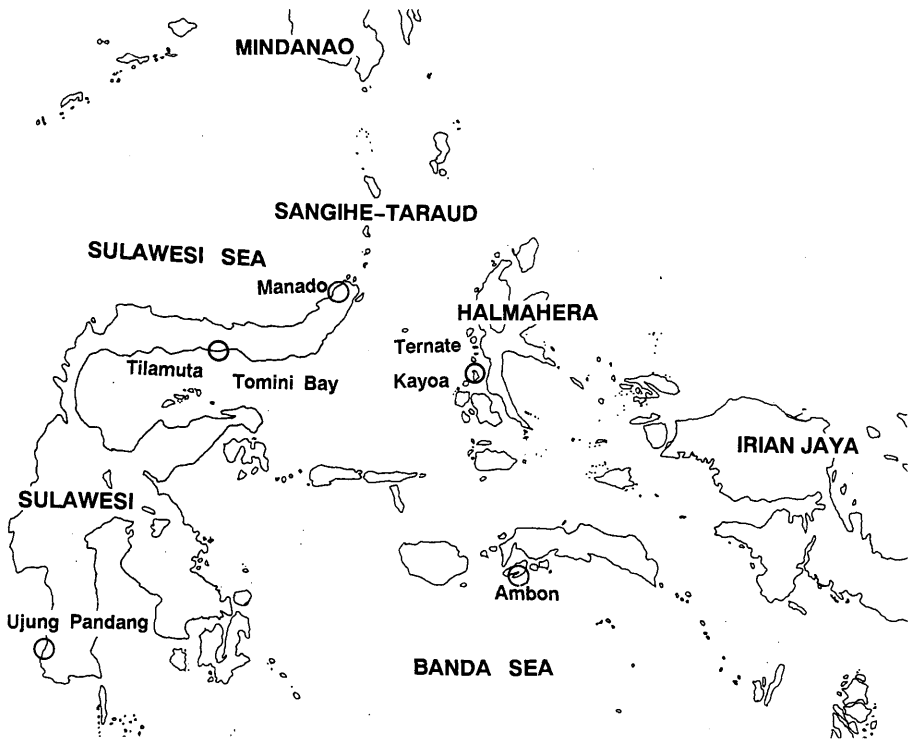 MINDANAO
SANGIHE-TARAUD
SULAWESI SEA
Manado
HALMAHERA
Ternate
Tilamuta
Tomini Bay
Kayoa
IRIAN JAYA
SULAWESI
Ambon
Ujung Pandang
BANDA SEA